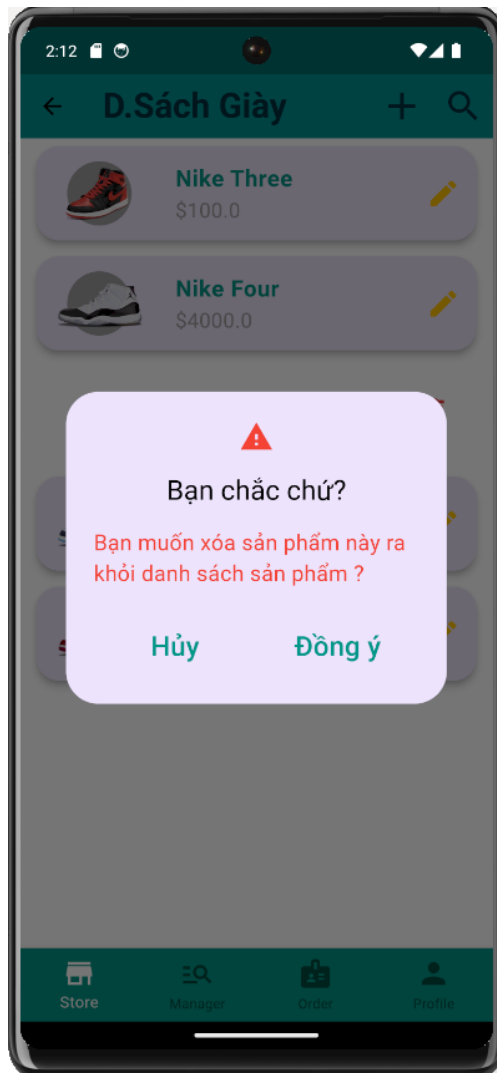 2:12
D.Sách Giày
Nike Three
$100.0
Nike Four
$4000.0
Bạn chắc chứ?
Bạn muốn xóa sản phẩm này ra
khỏi danh sách sản phẩm ?
Hủy
Đồng ý
Store
Manager
Order
Profile